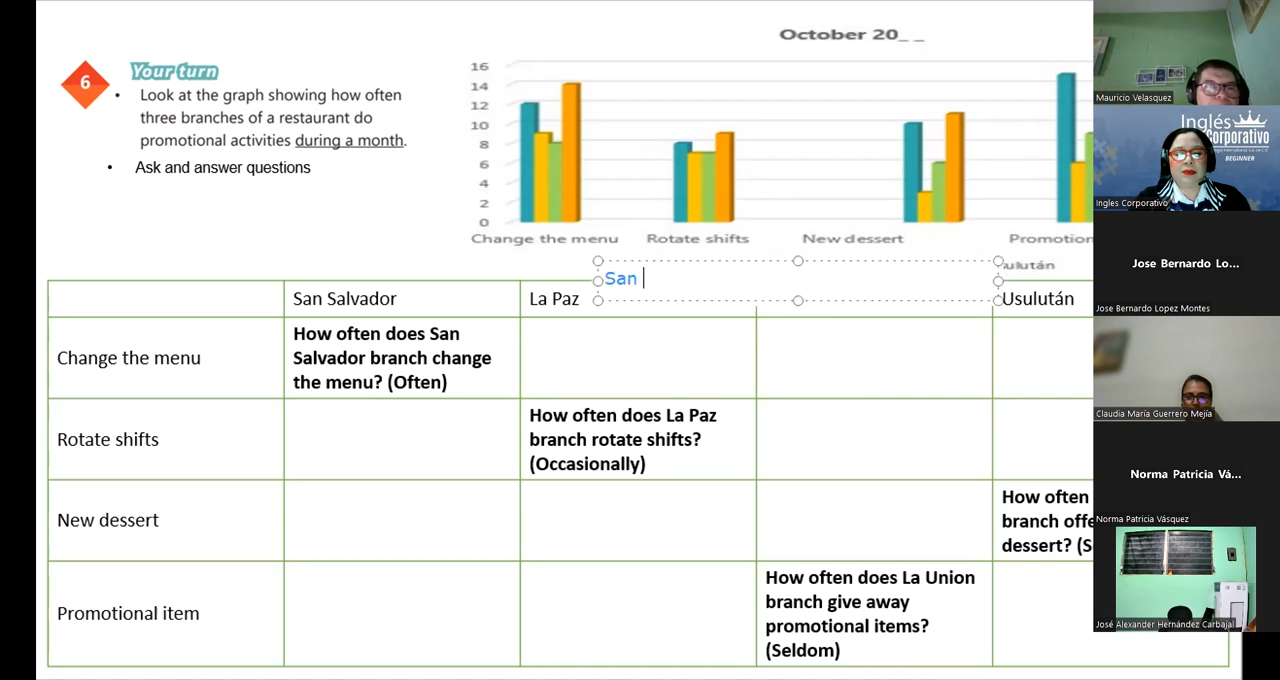 October 20_ _
6
Your turn
• Look at the graph showing how often
three branches of a restaurant do
promotional activities during a month.
• Ask and answer questions
16
14
12
10
8
6
4
2
0
Change the menu
Rotate shifts
New dessert
Promotion
San
San Salvador
La Paz
Usulután
Change the menu
How often does San
Salvador branch change
the menu? (Often)
Rotate shifts
How often does La Paz
branch rotate shifts?
(Occasionally)
New dessert
How often
branch offe
dessert? (S
Promotional item
How often does La Union
branch give away
promotional items?
(Seldom)
Mauricio Velasquez
Inglés
Corporativo
BEGINNER
Ingles Corporativo
Jose Bernardo Lo...
Jose Bernardo Lopez Montes
Claudia María Guerrero Mejía
Norma Patricia Vá...
Norma Patricia Vásquez
José Alexander Hernández Carbajal